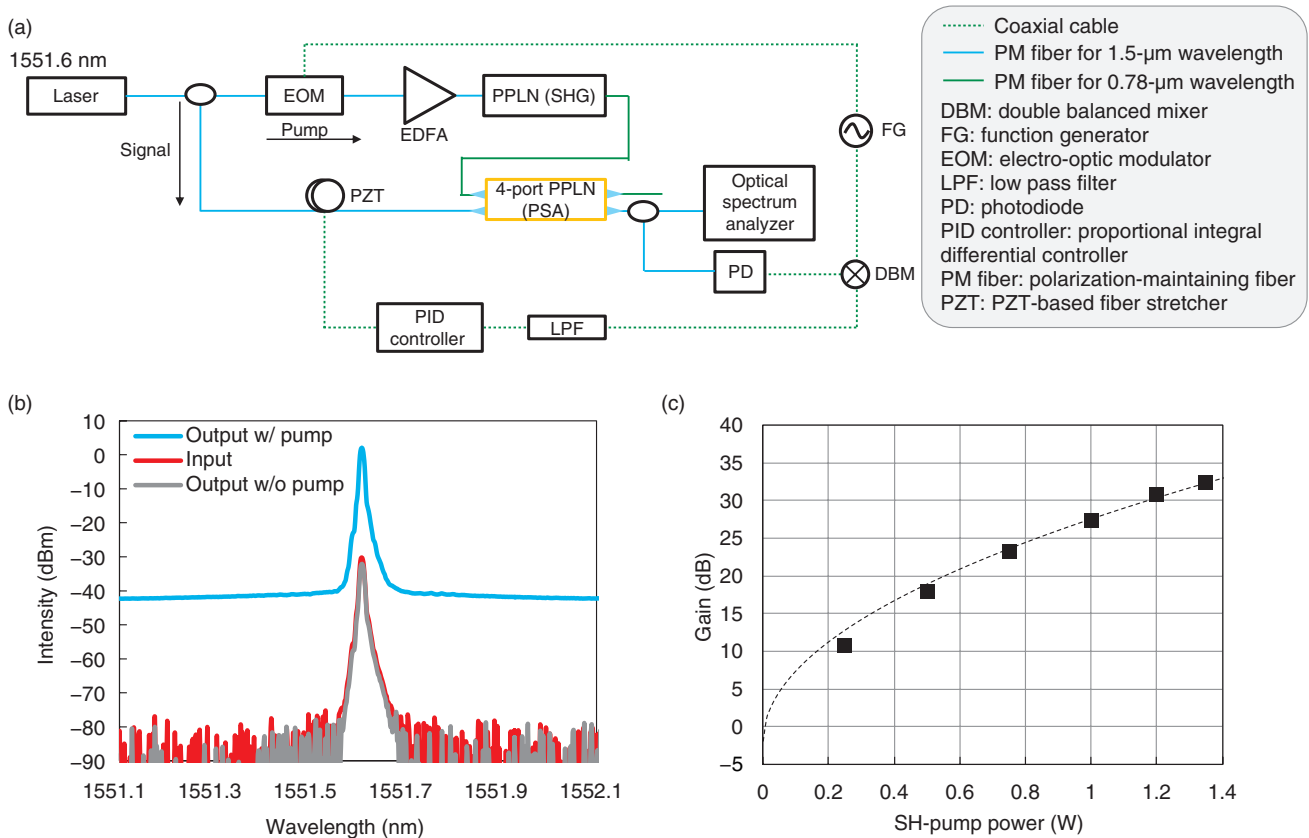 (a)
1551.6 nm
Laser
EOM
EDFA
PPLN (SHG)
Pump
Signal
FG
PZT
4-port PPLN
(PSA)
Optical
spectrum
analyzer
PD
DBM
PID
controller
LPF
Coaxial cable
PM fiber for 1.5-μm wavelength
PM fiber for 0.78-μm wavelength
DBM: double balanced mixer
FG: function generator
EOM: electro-optic modulator
LPF: low pass filter
PD: photodiode
PID controller: proportional integral
differential controller
PM fiber: polarization-maintaining fiber
PZT: PZT-based fiber stretcher
(b)
Output w/ pump
Input
Output w/o pump
Intensity (dBm)
10
0
−10
−20
−30
−40
−50
−60
−70
−80
−90
1551.1 1551.3 1551.5 1551.7 1551.9 1552.1
Wavelength (nm)
(c)
Gain (dB)
40
35
30
25
20
15
10
5
0
−5
0 0.2 0.4 0.6 0.8 1 1.2 1.4
SH-pump power (W)